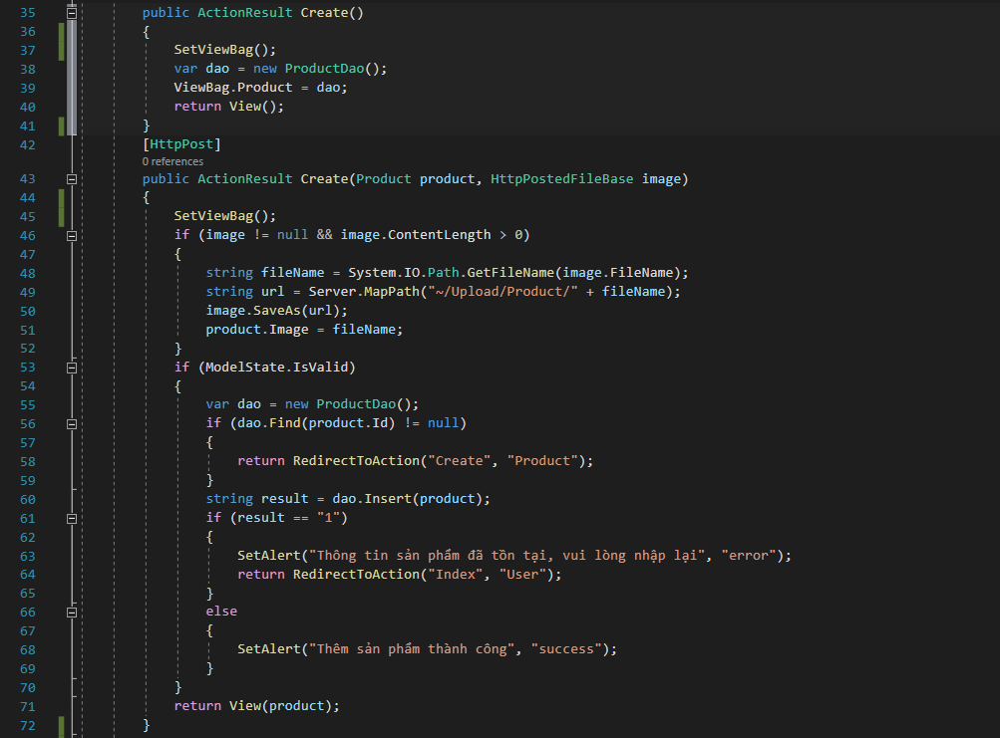 35 public ActionResult Create()
36 {
37 SetViewBag();
38 var dao = new ProductDao();
39 ViewBag.Product = dao;
40 return View();
41 }
42 [HttpPost]
0 references
43 public ActionResult Create(Product product, HttpPostedFileBase image)
44 {
45 SetViewBag();
46 if (image != null && image.ContentLength > 0)
47 {
48 string fileName = System.IO.Path.GetFileName(image.FileName);
49 string url = Server.MapPath("~/Upload/Product/" + fileName);
50 image.SaveAs(url);
51 product.Image = fileName;
52 }
53 if (ModelState.IsValid)
54 {
55 var dao = new ProductDao();
56 if (dao.Find(product.Id) != null)
57 {
58 return RedirectToAction("Create", "Product");
59 }
60 string result = dao.Insert(product);
61 if (result == "1")
62 {
63 SetAlert("Thông tin sản phẩm đã tồn tại, vui lòng nhập lại", "error");
64 return RedirectToAction("Index", "User");
65 }
66 else
67 {
68 SetAlert("Thêm sản phẩm thành công", "success");
69 }
70 }
71 return View(product);
72 }